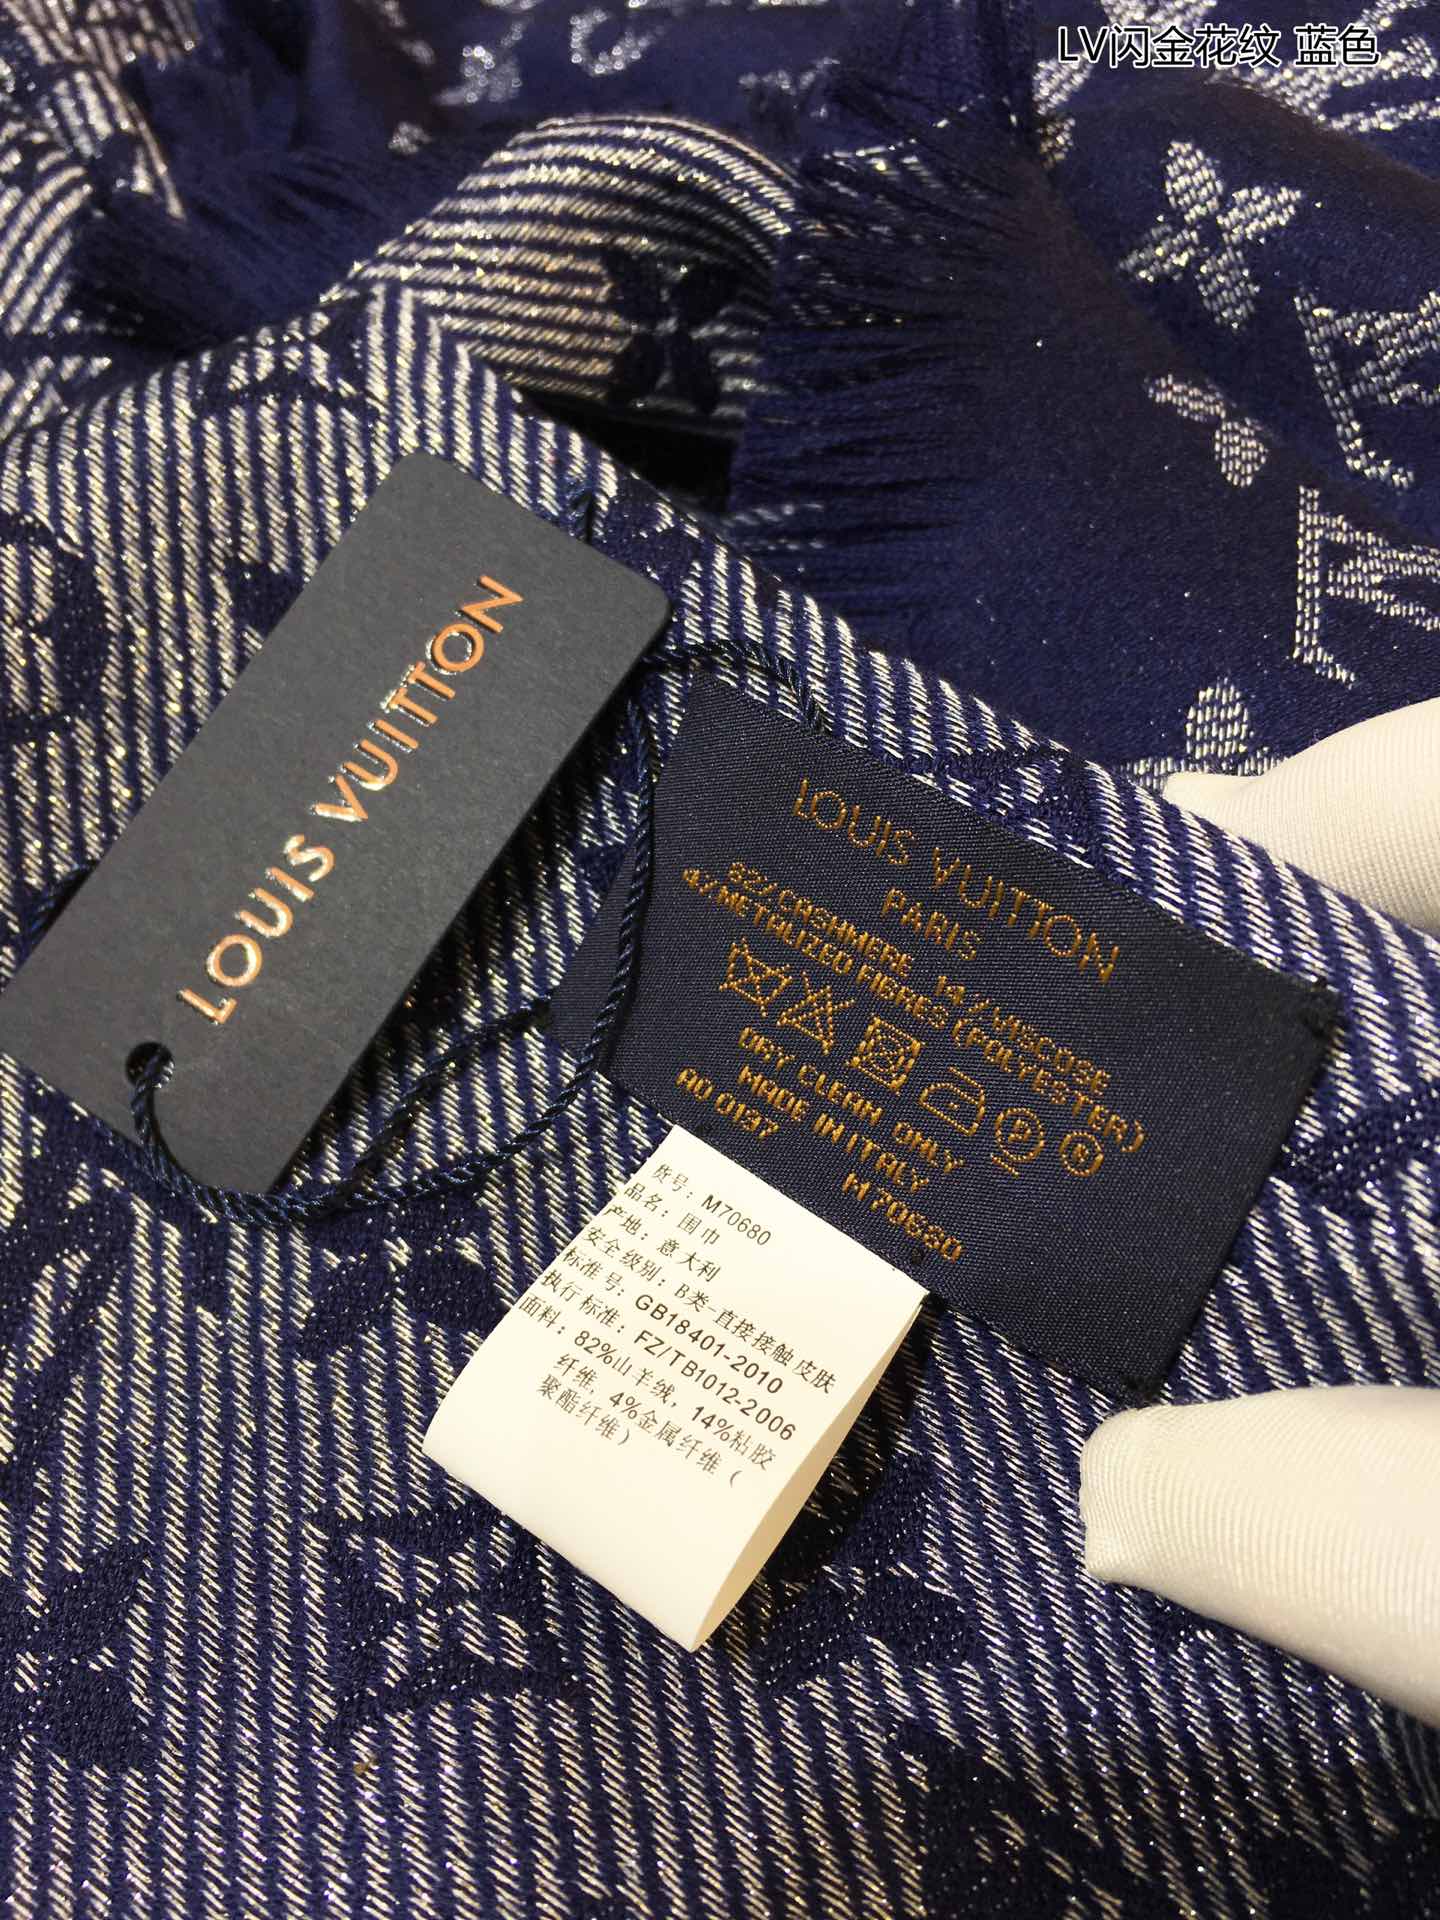 LV闪金花纹 蓝色
LOUIS VUITTON
LOUIS VUITTON
PARIS
82/CASHMERE 14/VISCOSE
4/METALIZED FIBRES (POLYESTER)
DRY CLEAN ONLY
MADE IN ITALY
AO 0137 M70680
货号：M70680
品名：围巾
产地：意大利
安全级别：B类-直接接触皮肤
标准号：GB18401-2010
执行标准：FZ/TB1012-2006
面料：82%山羊绒，14%粘胶
纤维，4%金属纤维（
聚酯纤维）